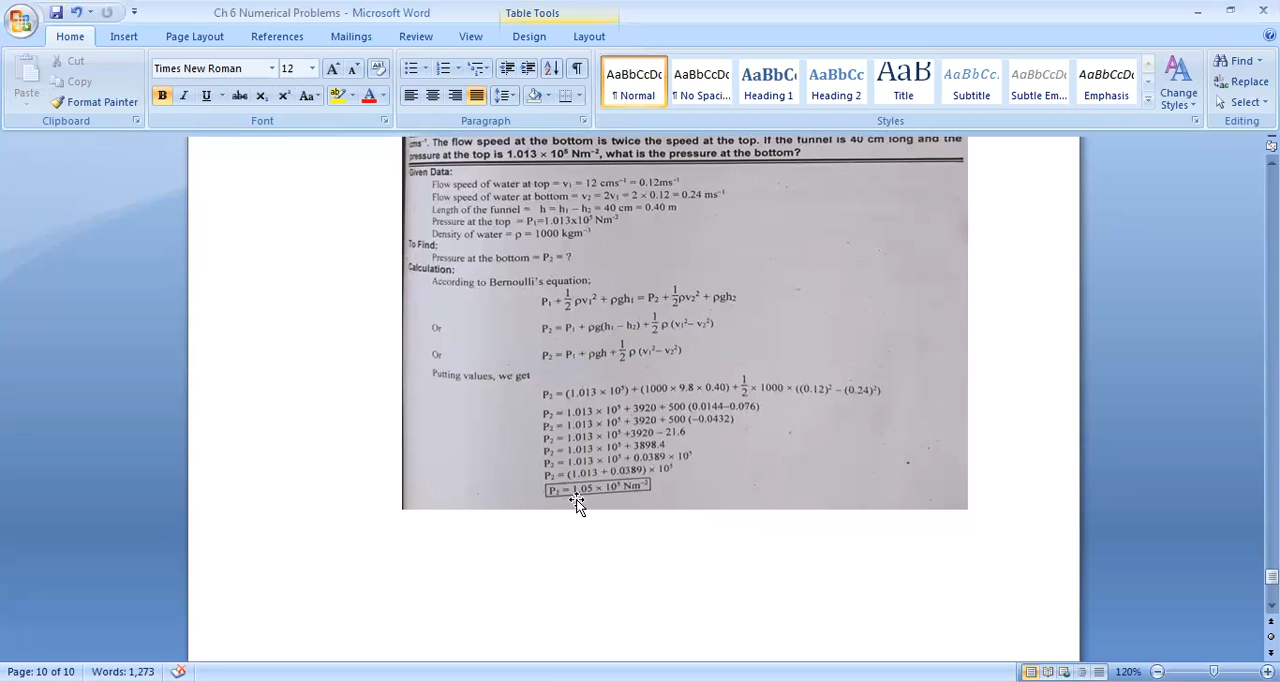 Ch 6 Numerical Problems - Microsoft Word
Table Tools
Home Insert Page Layout References Mailings Review View Design Layout
Cut
Copy
Paste
Format Painter
Clipboard
Times New Roman 12
B I U abc X₂ X² Aa
Font
Paragraph
AaBbCcDc AaBbCcDc AaBbC AaBbCc AaB AaBbCc. AaBbCcDc AaBbCcDc
¶ Normal ¶ No Spaci... Heading 1 Heading 2 Title Subtitle Subtle Em... Emphasis
Styles
Change Styles
Find
Replace
Select
Editing
cms⁻¹. The flow speed at the bottom is twice the speed at the top. If the funnel is 40 cm long and the
pressure at the top is 1.013 × 10⁵ Nm⁻², what is the pressure at the bottom?
Given Data:
Flow speed of water at top = v₁ = 12 cms⁻¹ = 0.12ms⁻¹
Flow speed of water at bottom = v₂ = 2v₁ = 2 × 0.12 = 0.24 ms⁻¹
Length of the funnel = h = h₁ − h₂ = 40 cm = 0.40 m
Pressure at the top = P₁=1.013x10⁵ Nm⁻²
Density of water = ρ = 1000 kgm⁻³
To Find:
Pressure at the bottom = P₂ = ?
Calculation:
According to Bernoulli's equation;
P₁ + 1/2 ρv₁² + ρgh₁ = P₂ + 1/2 ρv₂² + ρgh₂
Or P₂ = P₁ + ρg(h₁ − h₂) + 1/2 ρ (v₁²− v₂²)
Or P₂ = P₁ + ρgh + 1/2 ρ (v₁²− v₂²)
Putting values, we get
P₂ = (1.013 × 10⁵) + (1000 × 9.8 × 0.40) + 1/2 × 1000 × ((0.12)² − (0.24)²)
P₂ = 1.013 × 10⁵ + 3920 + 500 (0.0144–0.076)
P₂ = 1.013 × 10⁵ + 3920 + 500 (−0.0432)
P₂ = 1.013 × 10⁵ +3920 − 21.6
P₂ = 1.013 × 10⁵ + 3898.4
P₂ = 1.013 × 10⁵ + 0.0389 × 10⁵
P₂ = (1.013 + 0.0389) × 10⁵
P₂ = 1.05 × 10⁵ Nm⁻²
Page: 10 of 10 Words: 1,273 120%